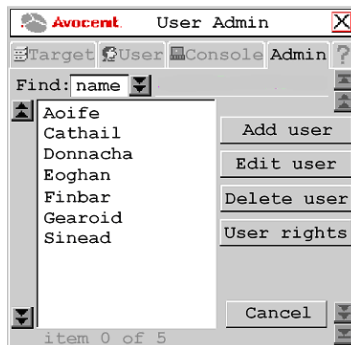 Avocent. User Admin
Target User Console Admin ?
Find: name
Aoife
Cathail
Donnacha
Eoghan
Finbar
Gearoid
Sinead
Add user
Edit user
Delete user
User rights
Cancel
item 0 of 5